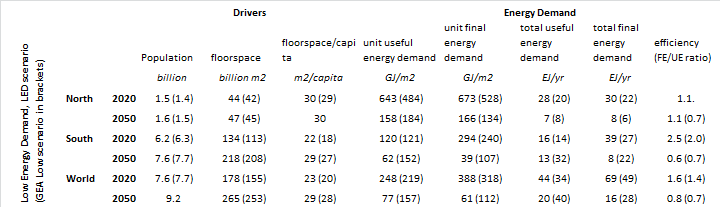 Drivers Energy Demand
Low Energy Demand, LED scenario
(GEA Low scenario in brackets)
Population floorspace floorspace/capi ta unit useful energy demand unit final energy demand total useful energy demand total final energy demand efficiency (FE/UE ratio)
billion billion m2 m2/capita GJ/m2 GJ/m2 EJ/yr EJ/yr
North 2020 1.5 (1.4) 44 (42) 30 (29) 643 (484) 673 (528) 28 (20) 30 (22) 1.1.
2050 1.6 (1.5) 47 (45) 30 158 (184) 166 (134) 7 (8) 8 (6) 1.1 (0.7)
South 2020 6.2 (6.3) 134 (113) 22 (18) 120 (121) 294 (240) 16 (14) 39 (27) 2.5 (2.0)
2050 7.6 (7.7) 218 (208) 29 (27) 62 (152) 39 (107) 13 (32) 8 (22) 0.6 (0.7)
World 2020 7.6 (7.7) 178 (155) 23 (20) 248 (219) 388 (318) 44 (34) 69 (49) 1.6 (1.4)
2050 9.2 265 (253) 29 (28) 77 (157) 61 (112) 20 (40) 16 (28) 0.8 (0.7)